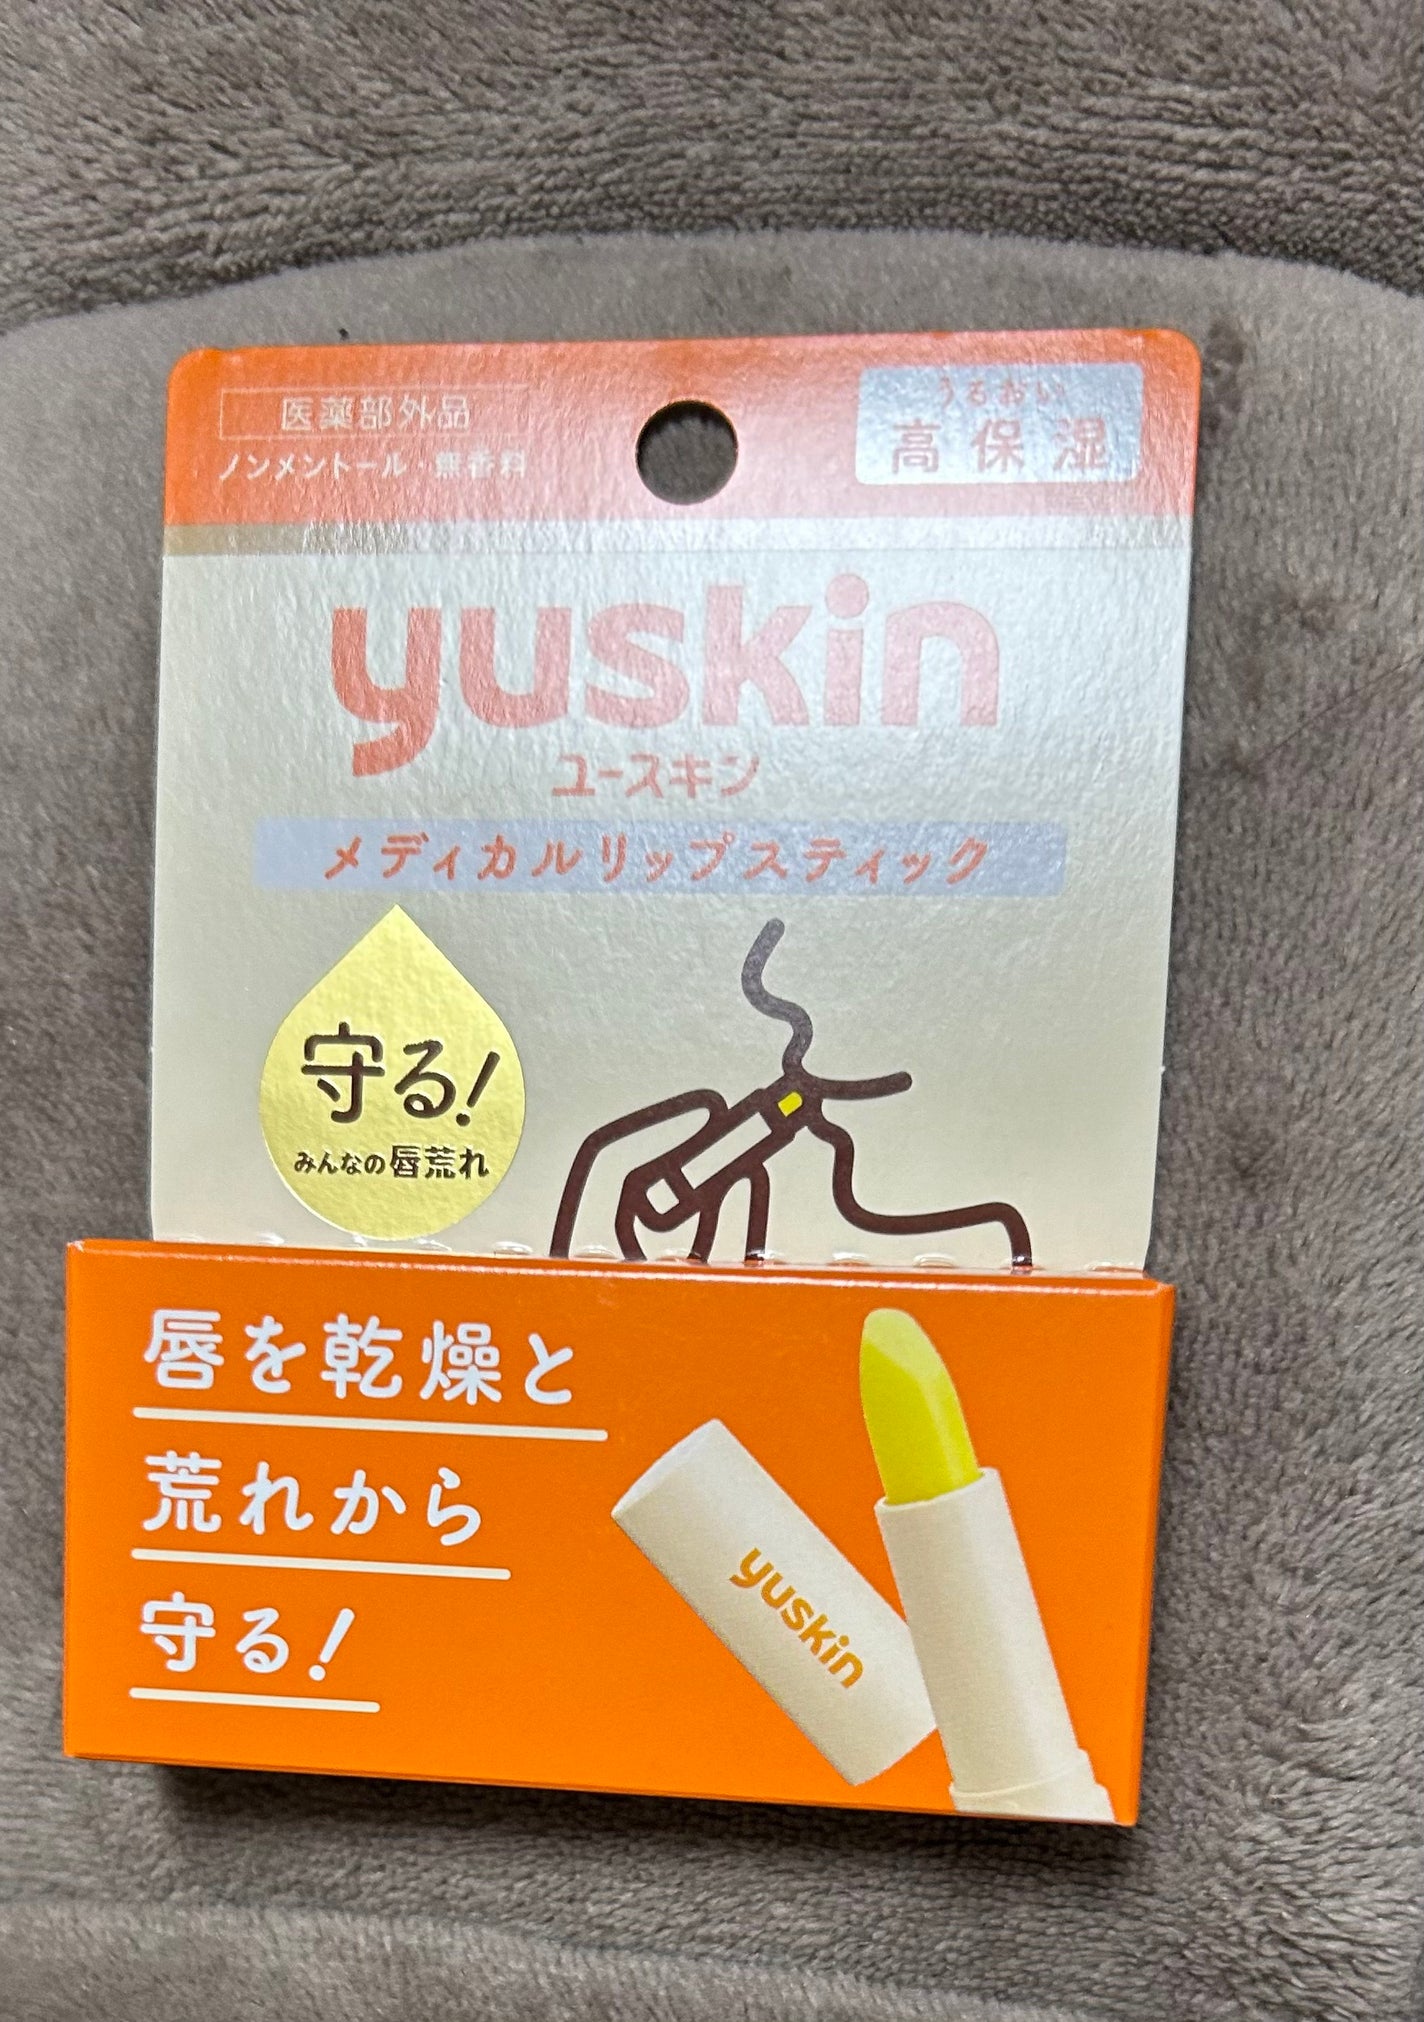 医薬部外品
ノンメントール・無香料
うるおい
高保湿
yuskin
ユースキン
メディカルリップスティック
守る!
みんなの唇荒れ
唇を乾燥と
荒れから
守る!
yuskin